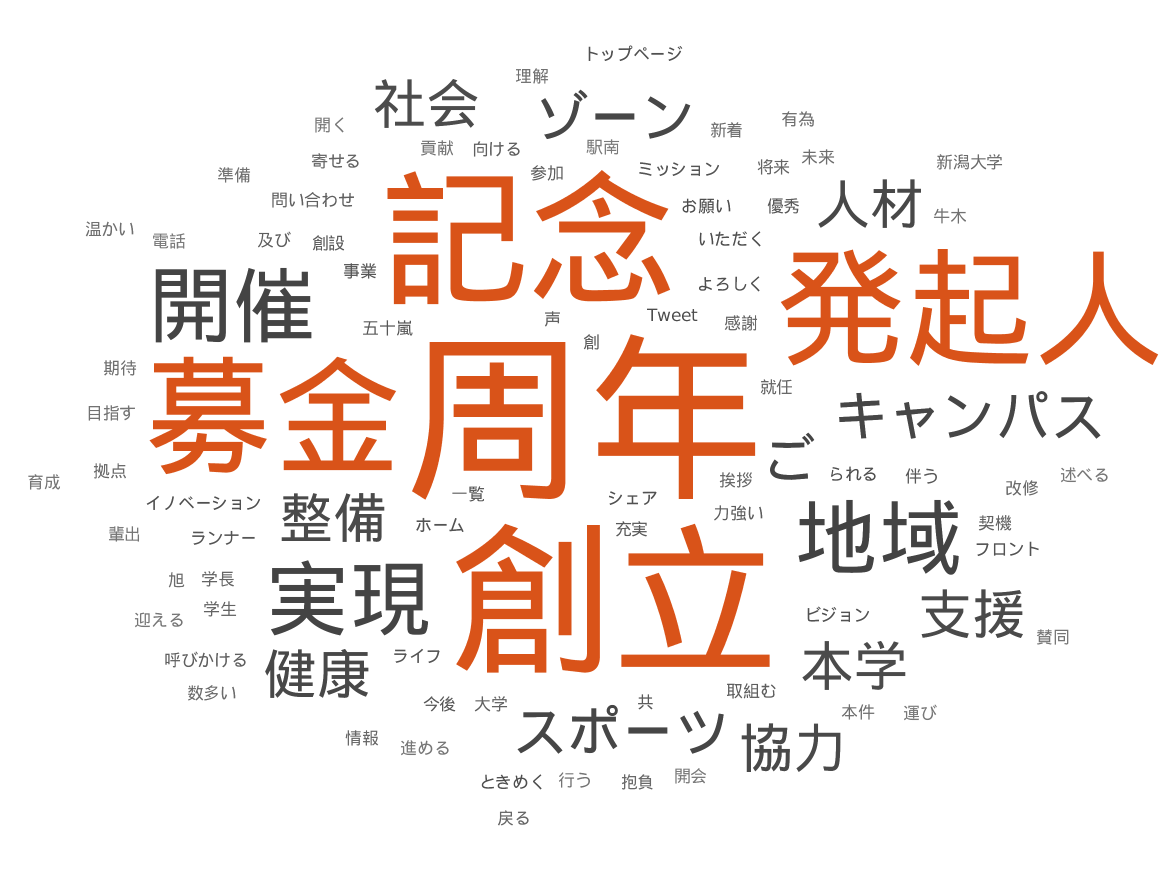 トップページ
理解
社会
ゾーン
開く
新着
有為
貢献
向ける
駅南
寄せる
参加
ミッション
将来
未来
新潟大学
準備
記念
問い合わせ
お願い
優秀
人材
牛木
温かい
電話
及び
創設
いただく
事業
発起人
開催
よろしく
五十嵐
声
Tweet
感謝
創
期待
募金
周年
就任
目指す
キャンパス
ご
育成
拠点
挨拶
られる
伴う
述べる
改修
イノベーション
整備
一覧
シェア
力強い
輩出
ランナー
ホーム
充実
地域
契機
フロント
旭
学長
実現
創立
迎える
学生
ビジョン
支援
賛同
呼びかける
健康
ライフ
本学
数多い
今後
大学
共
取組む
本件
運び
情報
進める
スポーツ
協力
ときめく
行う
抱負
開会
戻る